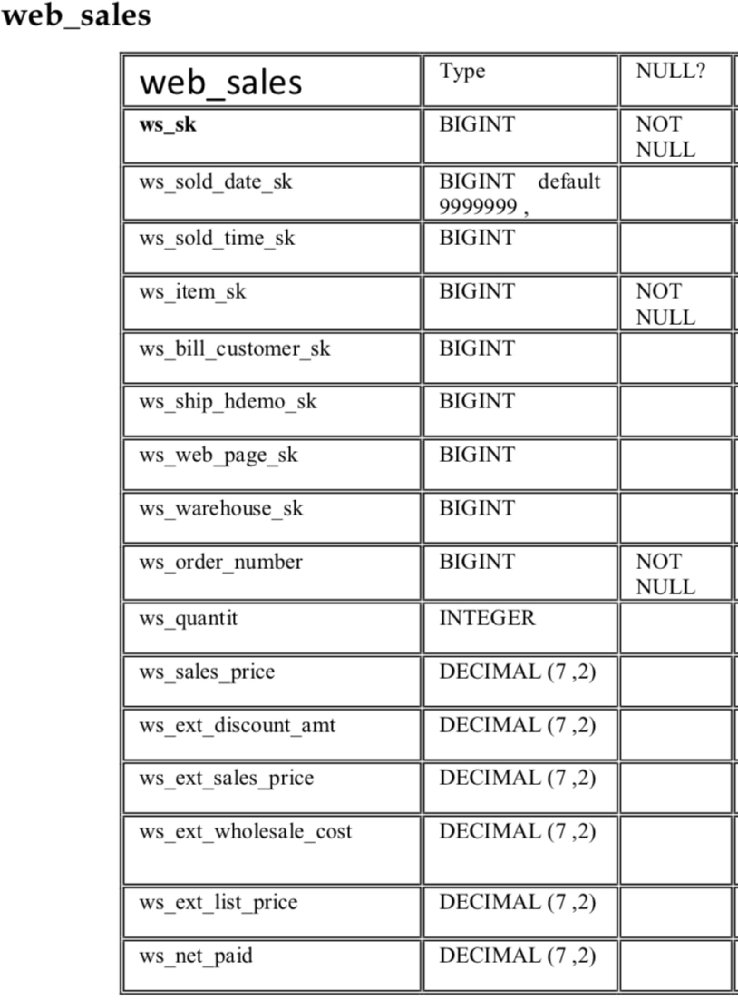 web_sales
web_sales Type NULL?
ws_sk BIGINT NOT
NULL
ws_sold_date_sk BIGINT default
9999999 ,
ws_sold_time_sk BIGINT
ws_item_sk BIGINT NOT
NULL
ws_bill_customer_sk BIGINT
ws_ship_hdemo_sk BIGINT
ws_web_page_sk BIGINT
ws_warehouse_sk BIGINT
ws_order_number BIGINT NOT
NULL
ws_quantit INTEGER
ws_sales_price DECIMAL (7 ,2)
ws_ext_discount_amt DECIMAL (7 ,2)
ws_ext_sales_price DECIMAL (7 ,2)
ws_ext_wholesale_cost DECIMAL (7 ,2)
ws_ext_list_price DECIMAL (7 ,2)
ws_net_paid DECIMAL (7 ,2)